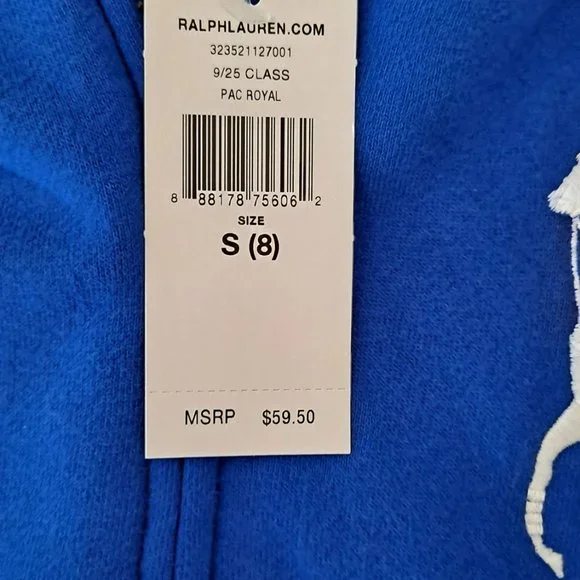 RALPHLAUREN.COM
323521127001
9/25 CLASS
PAC ROYAL
8 88178 75606 2
SIZE
S (8)
MSRP $59.50